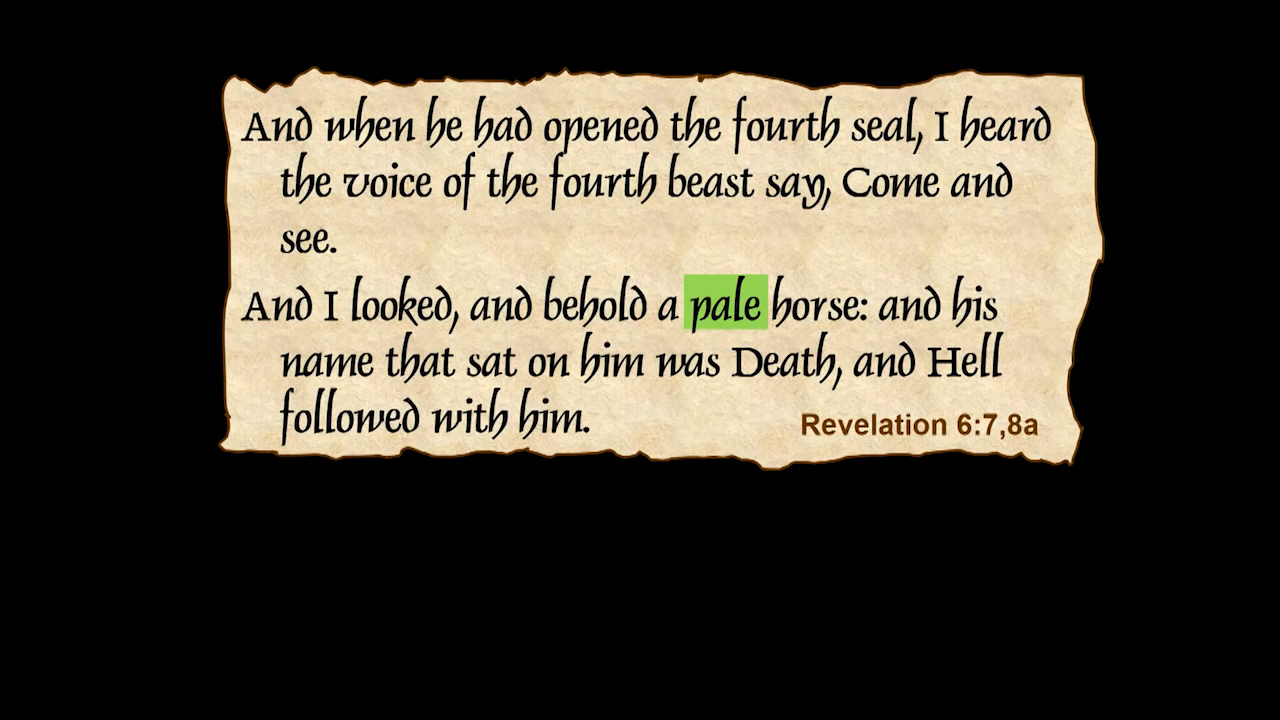 And when he had opened the fourth seal, I heard
the voice of the fourth beast say, Come and
see.
And I looked, and behold a pale horse: and his
name that sat on him was Death, and Hell
followed with him.
Revelation 6:7,8a